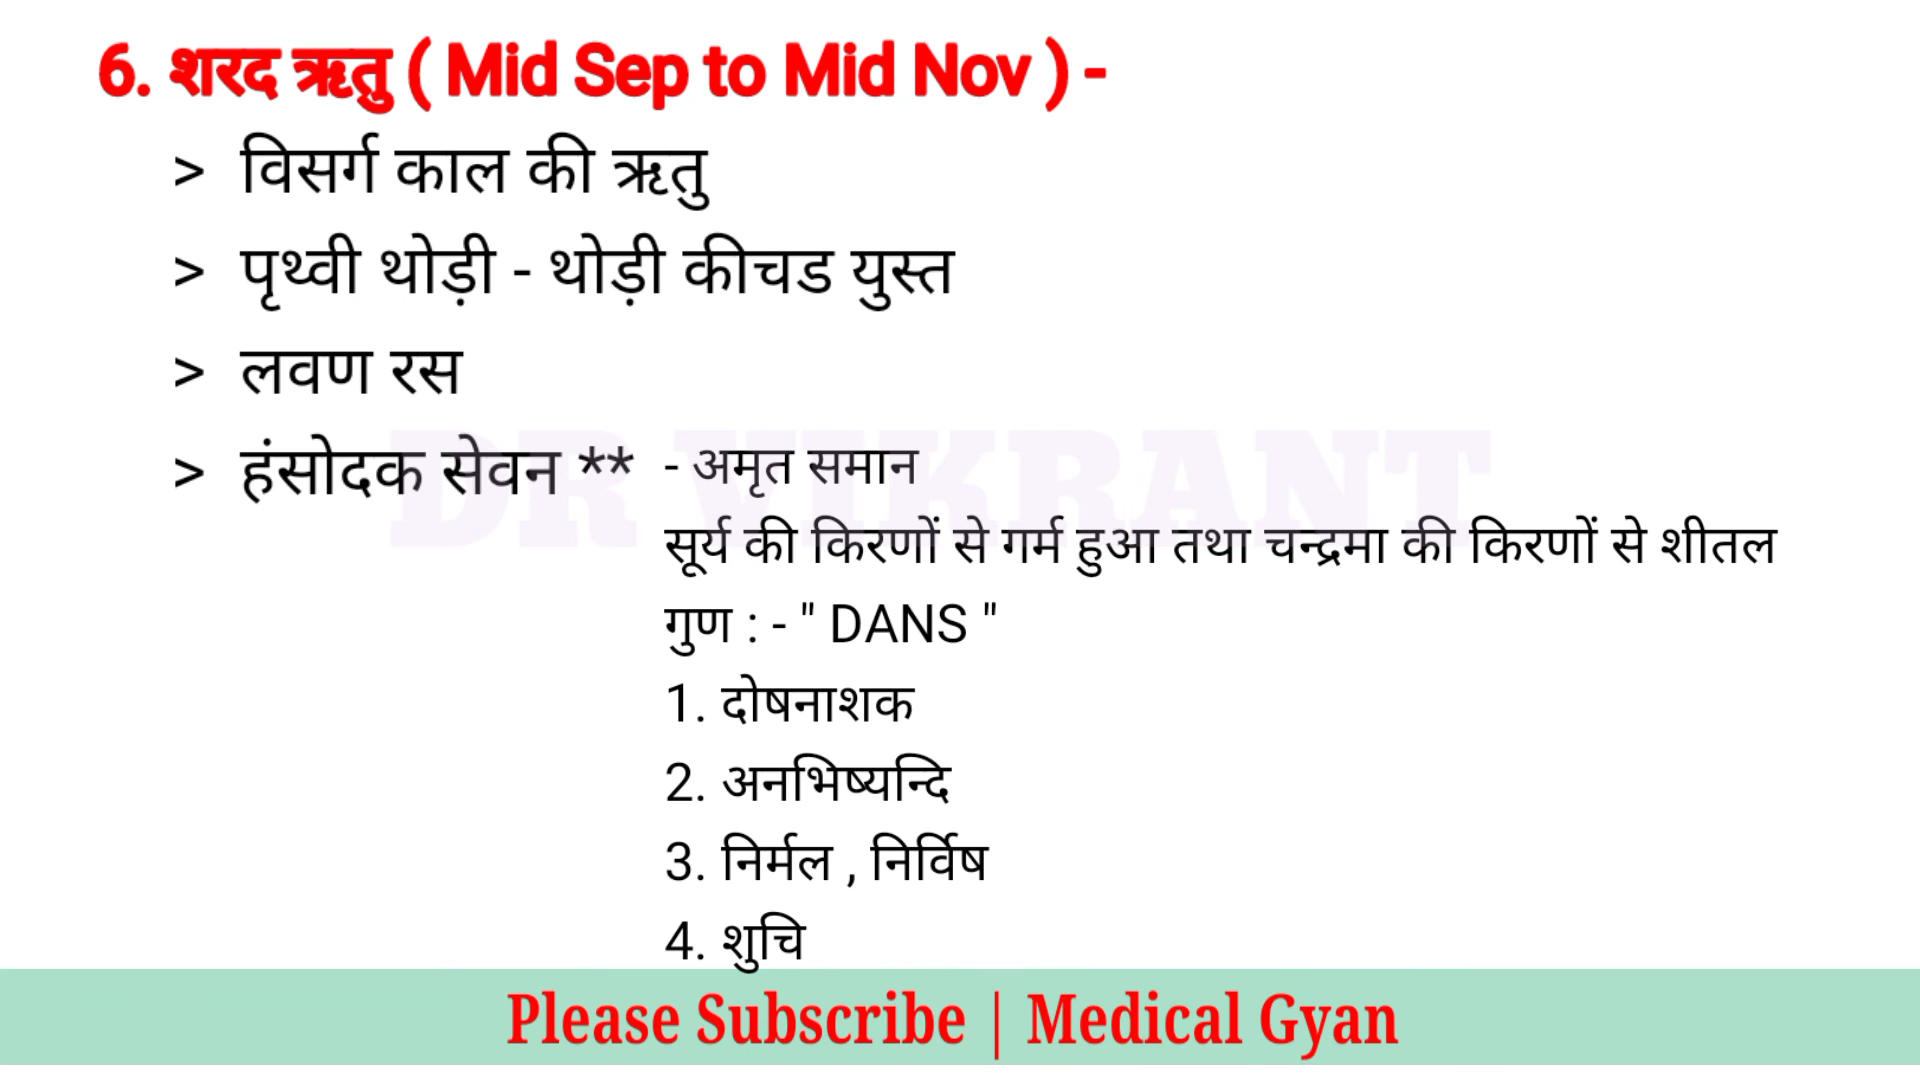 6. शरद ऋतु ( Mid Sep to Mid Nov ) -
> विसर्ग काल की ऋतु
> पृथ्वी थोड़ी - थोड़ी कीचड युस्त
> लवण रस
> हंसोदक सेवन ** - अमृत समान
DR VIKRANT
सूर्य की किरणों से गर्म हुआ तथा चन्द्रमा की किरणों से शीतल
गुण : - " DANS "
1. दोषनाशक
2. अनभिष्यन्दि
3. निर्मल , निर्विष
4. शुचि
Please Subscribe | Medical Gyan